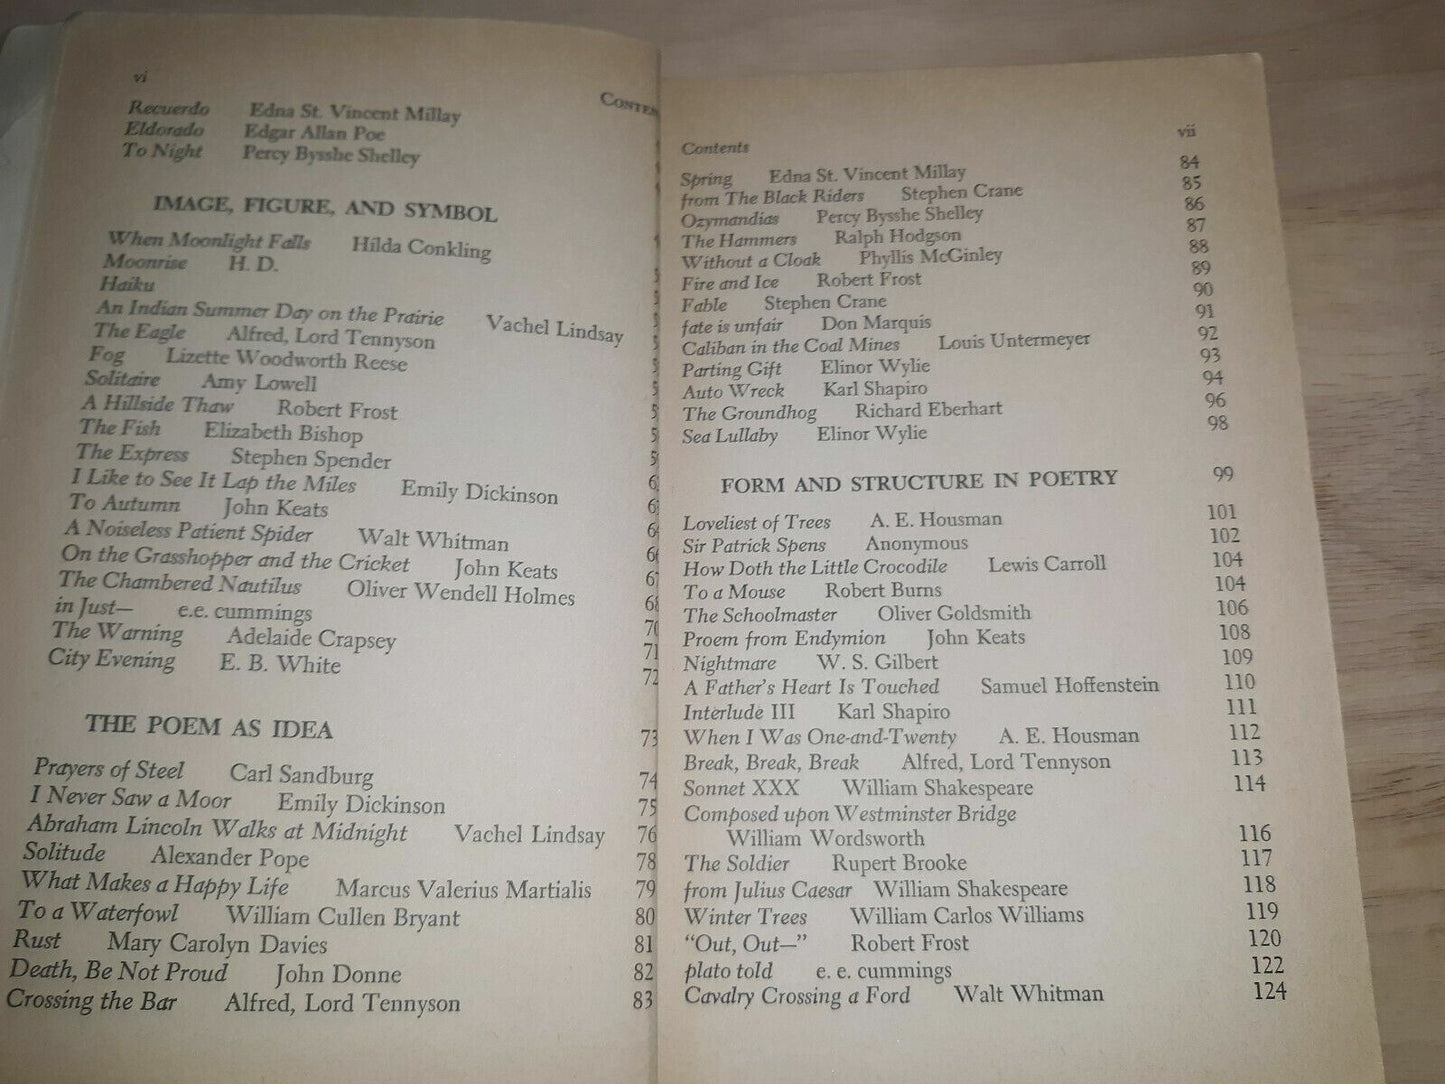 vi
Recuerdo Edna St. Vincent Millay
Eldorado Edgar Allan Poe
To Night Percy Bysshe Shelley
IMAGE, FIGURE, AND SYMBOL
When Moonlight Falls Hilda Conkling
Moonrise H. D.
Haiku
An Indian Summer Day on the Prairie Vachel Lindsay
The Eagle Alfred, Lord Tennyson
Fog Lizette Woodworth Reese
Solitaire Amy Lowell
A Hillside Thaw Robert Frost
The Fish Elizabeth Bishop
The Express Stephen Spender
I Like to See It Lap the Miles Emily Dickinson
To Autumn John Keats
A Noiseless Patient Spider Walt Whitman
On the Grasshopper and the Cricket John Keats
The Chambered Nautilus Oliver Wendell Holmes
in Just— e.e. cummings
The Warning Adelaide Crapsey 71
City Evening E. B. White 72
THE POEM AS IDEA 73
Prayers of Steel Carl Sandburg 74
I Never Saw a Moor Emily Dickinson 75
Abraham Lincoln Walks at Midnight Vachel Lindsay 76
Solitude Alexander Pope 78
What Makes a Happy Life Marcus Valerius Martialis 79
To a Waterfowl William Cullen Bryant 80
Rust Mary Carolyn Davies 81
Death, Be Not Proud John Donne 82
Crossing the Bar Alfred, Lord Tennyson 83
Contents vii
Spring Edna St. Vincent Millay 84
from The Black Riders Stephen Crane 85
Ozymandias Percy Bysshe Shelley 86
The Hammers Ralph Hodgson 87
Without a Cloak Phyllis McGinley 88
Fire and Ice Robert Frost 89
Fable Stephen Crane 90
fate is unfair Don Marquis 91
Caliban in the Coal Mines Louis Untermeyer 92
Parting Gift Elinor Wylie 93
Auto Wreck Karl Shapiro 94
The Groundhog Richard Eberhart 96
Sea Lullaby Elinor Wylie 98
FORM AND STRUCTURE IN POETRY 99
Loveliest of Trees A. E. Housman 101
Sir Patrick Spens Anonymous 102
How Doth the Little Crocodile Lewis Carroll 104
To a Mouse Robert Burns 104
The Schoolmaster Oliver Goldsmith 106
Proem from Endymion John Keats 108
Nightmare W. S. Gilbert 109
A Father's Heart Is Touched Samuel Hoffenstein 110
Interlude III Karl Shapiro 111
When I Was One-and-Twenty A. E. Housman 112
Break, Break, Break Alfred, Lord Tennyson 113
Sonnet XXX William Shakespeare 114
Composed upon Westminster Bridge
William Wordsworth 116
The Soldier Rupert Brooke 117
from Julius Caesar William Shakespeare 118
Winter Trees William Carlos Williams 119
"Out, Out—" Robert Frost 120
plato told e. e. cummings 122
Cavalry Crossing a Ford Walt Whitman 124